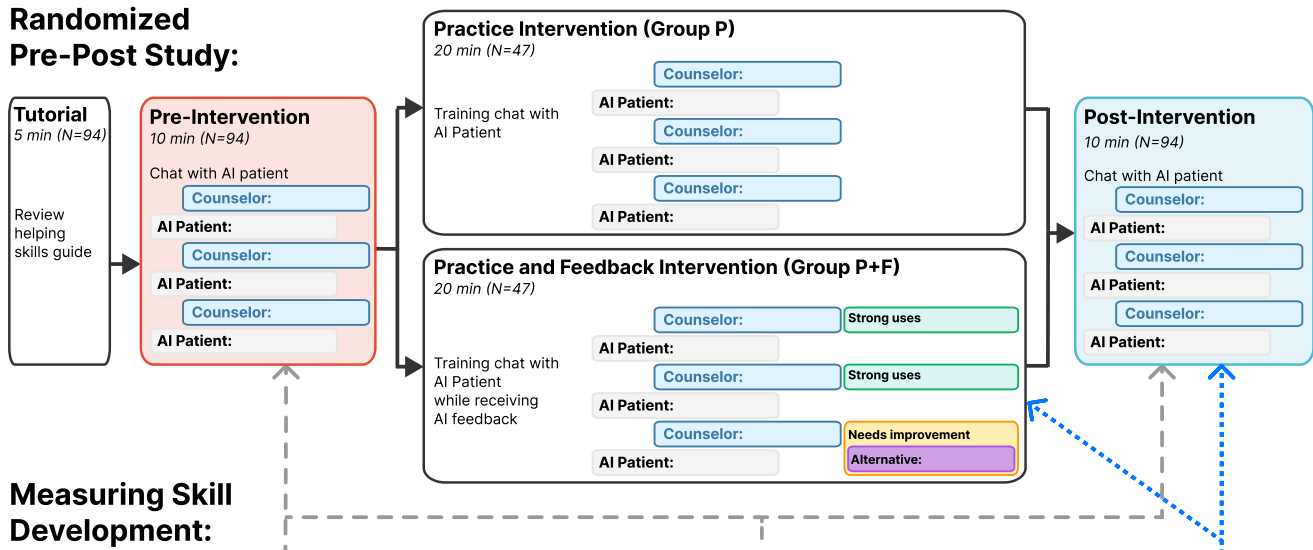 Randomized
Pre-Post Study:
Tutorial
5 min (N=94)
Review
helping
skills guide
Pre-Intervention
10 min (N=94)
Chat with AI patient
Counselor:
AI Patient:
Counselor:
AI Patient:
Counselor:
AI Patient:
Practice Intervention (Group P)
20 min (N=47)
Training chat with
AI Patient
Counselor:
AI Patient:
Counselor:
AI Patient:
Counselor:
AI Patient:
Practice and Feedback Intervention (Group P+F)
20 min (N=47)
Training chat with
AI Patient
while receiving
AI feedback
Counselor:
Strong uses
AI Patient:
Counselor:
Strong uses
AI Patient:
Counselor:
Needs improvement
Alternative:
AI Patient:
Post-Intervention
10 min (N=94)
Chat with AI patient
Counselor:
AI Patient:
Counselor:
AI Patient:
Counselor:
AI Patient:
Measuring Skill
Development: